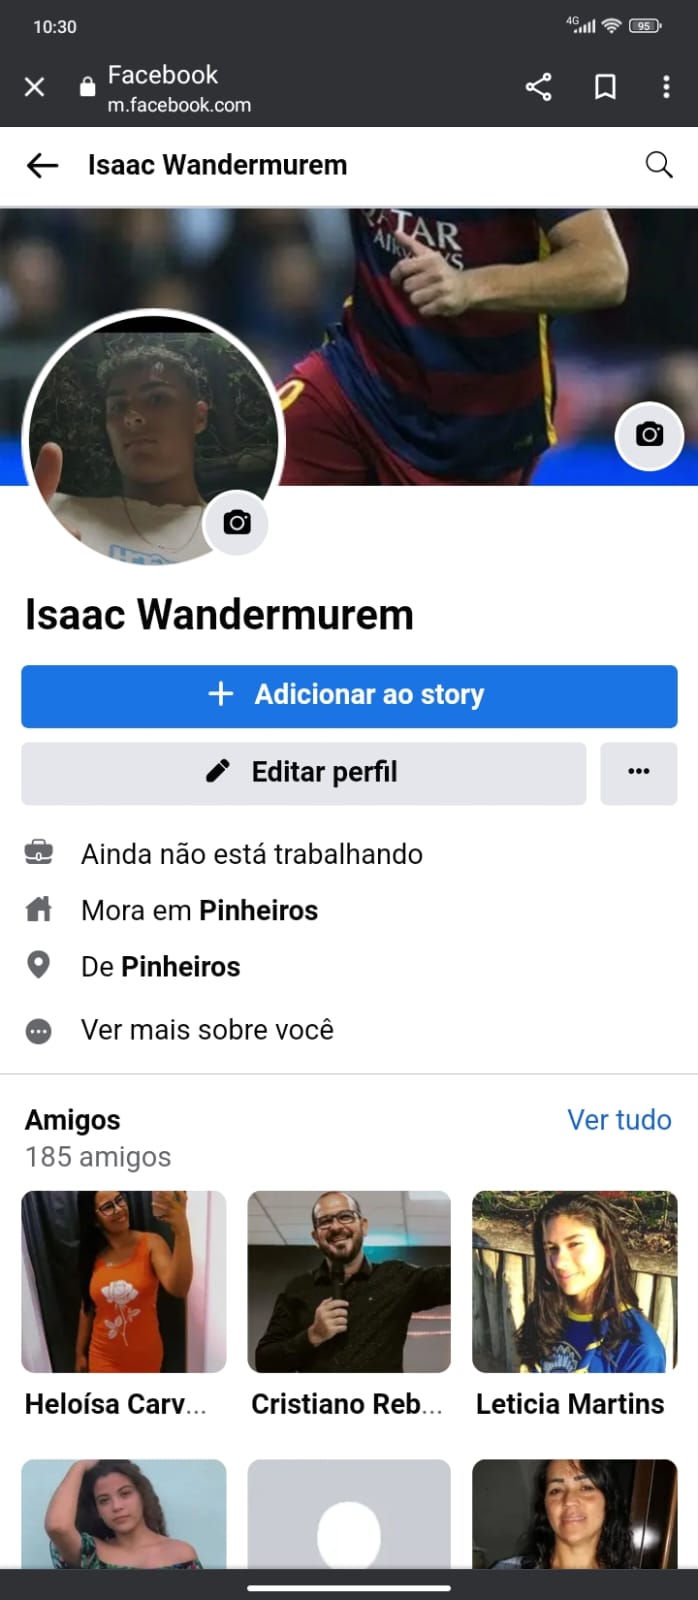 10:30
4G
95
Facebook
m.facebook.com
Isaac Wandermurem
QATAR
AIRWAYS
Isaac Wandermurem
Adicionar ao story
Editar perfil
Ainda não está trabalhando
Mora em Pinheiros
De Pinheiros
Ver mais sobre você
Amigos
Ver tudo
185 amigos
Heloísa Carv...
Cristiano Reb...
Leticia Martins